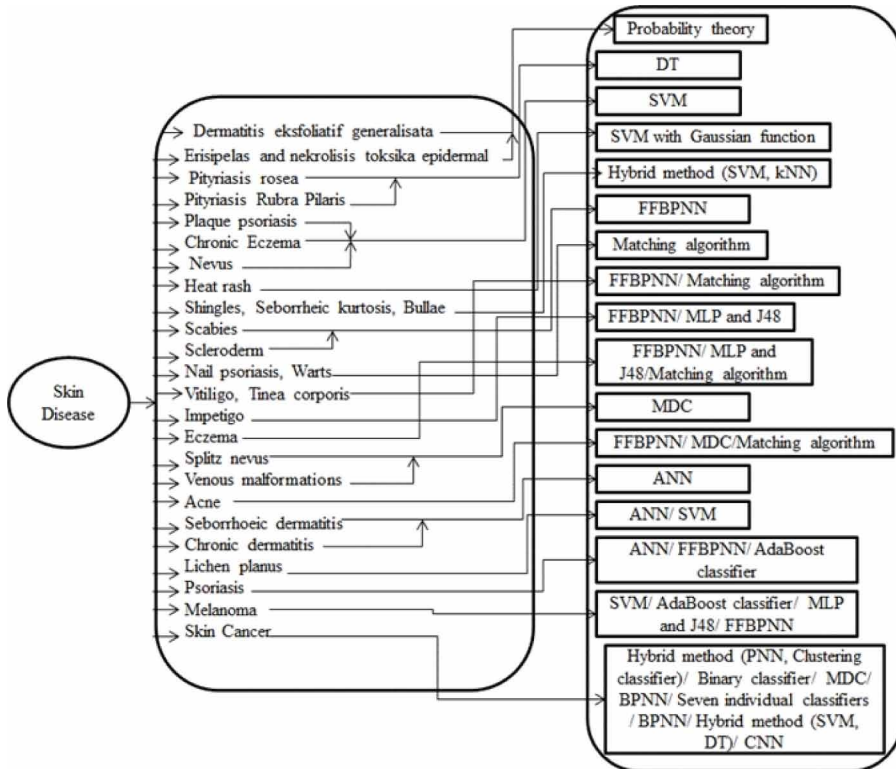 Skin
Disease
Dermatitis eksfoliatif generalisata
Erisipelas and nekrolisis toksika epidermal
Pityriasis rosea
Pityriasis Rubra Pilaris
Plaque psoriasis
Chronic Eczema
Nevus
Heat rash
Shingles, Seborrheic kurtosis, Bullae
Scabies
Scleroderm
Nail psoriasis, Warts
Vitiligo, Tinea corporis
Impetigo
Eczema
Splitz nevus
Venous malformations
Acne
Seborrhoeic dermatitis
Chronic dermatitis
Lichen planus
Psoriasis
Melanoma
Skin Cancer
Probability theory
DT
SVM
SVM with Gaussian function
Hybrid method (SVM, kNN)
FFBPNN
Matching algorithm
FFBPNN/ Matching algorithm
FFBPNN/ MLP and J48
FFBPNN/ MLP and
J48/Matching algorithm
MDC
FFBPNN/ MDC/Matching algorithm
ANN
ANN/ SVM
ANN/ FFBPNN/ AdaBoost
classifier
SVM/ AdaBoost classifier/ MLP
and J48/ FFBPNN
Hybrid method (PNN, Clustering
classifier)/ Binary classifier/ MDC/
BPNN/ Seven individual classifiers
/ BPNN/ Hybrid method (SVM,
DT)/ CNN